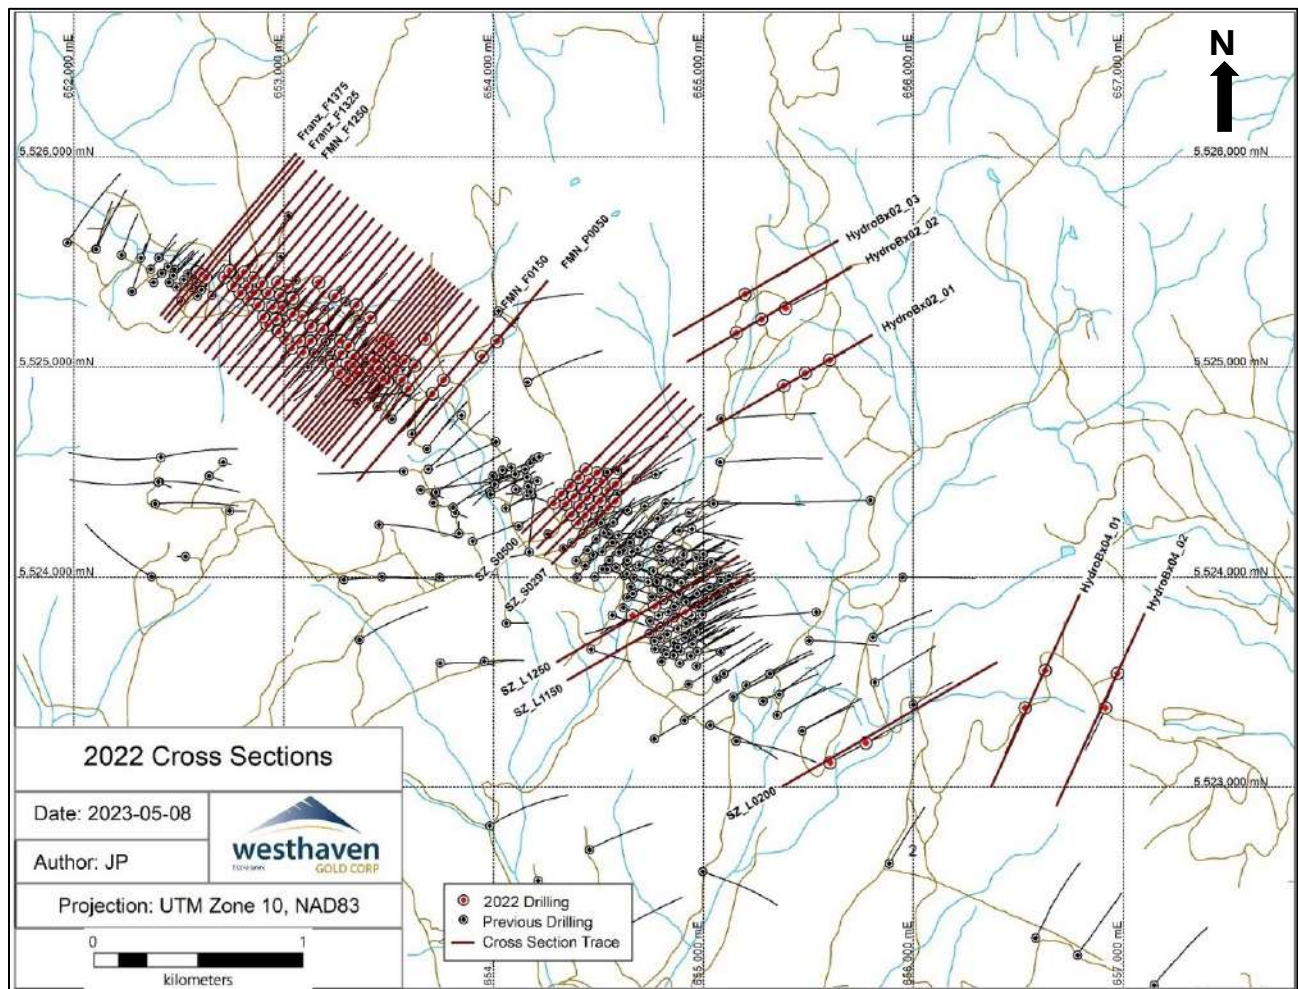 N
652,000 mE
653,000 mE
654,000 mE
655,000 mE
656,000 mE
657,000 mE
Franz_F1375
Franz_F1325
FMN_F1250
5,526,000 mN
5,526,000 mN
HydroBx02_03
HydroBx02_02
FMN_P0050
FMN_F0150
HydroBx02_01
5,525,000 mN
5,525,000 mN
SZ_S0500
SZ_S0297
5,524,000 mN
5,524,000 mN
HydroBx04_01
HydroBx04_02
SZ_L1250
SZ_L1150
SZ_L0200
5,523,000 mN
2
2022 Cross Sections
Date: 2023-05-08
Author: JP
westhaven
GOLD CORP
Projection: UTM Zone 10, NAD83
0 1
kilometers
2022 Drilling
Previous Drilling
Cross Section Trace
654,
655,000 mE
656,000 mE
657,000 mE